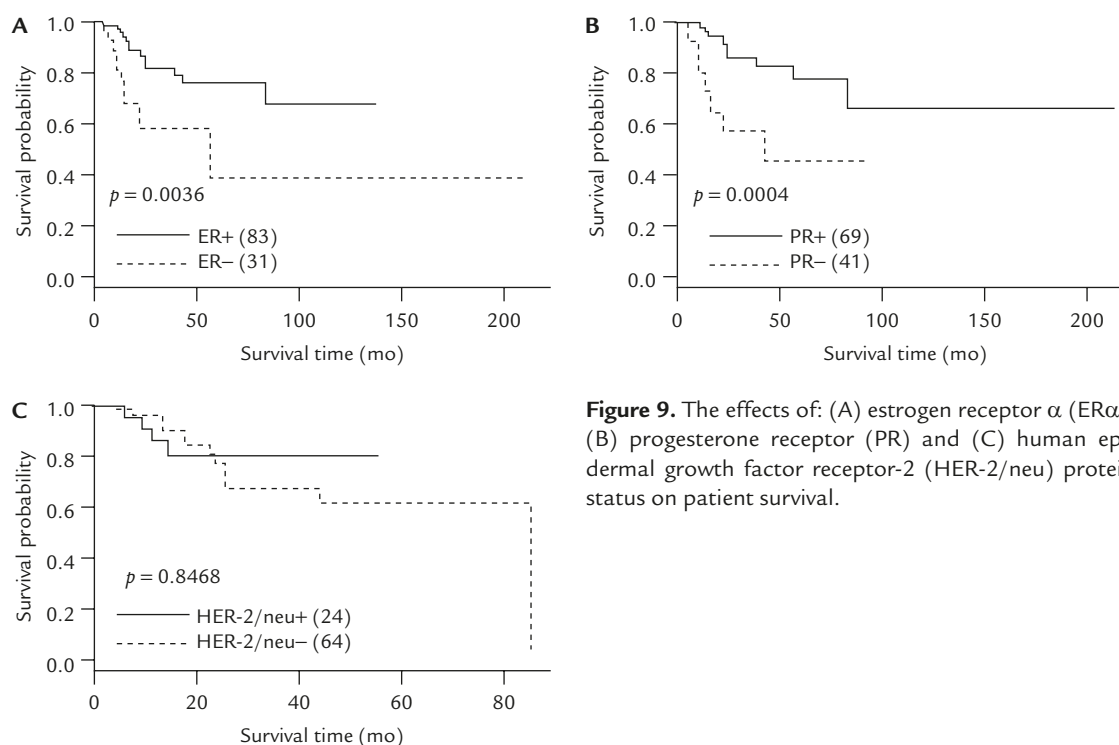 A
1.0
0.8
0.6
0.4
0.2
0.0
Survival probability
p = 0.0036
ER+ (83)
ER− (31)
0 50 100 150 200
Survival time (mo)
B
1.0
0.8
0.6
0.4
0.2
0.0
Survival probability
p = 0.0004
PR+ (69)
PR− (41)
0 50 100 150 200
Survival time (mo)
C
1.0
0.8
0.6
0.4
0.2
0.0
Survival probability
p = 0.8468
HER-2/neu+ (24)
HER-2/neu− (64)
0 20 40 60 80
Survival time (mo)
Figure 9. The effects of: (A) estrogen receptor α (ERα
(B) progesterone receptor (PR) and (C) human ep
dermal growth factor receptor-2 (HER-2/neu) protei
status on patient survival.